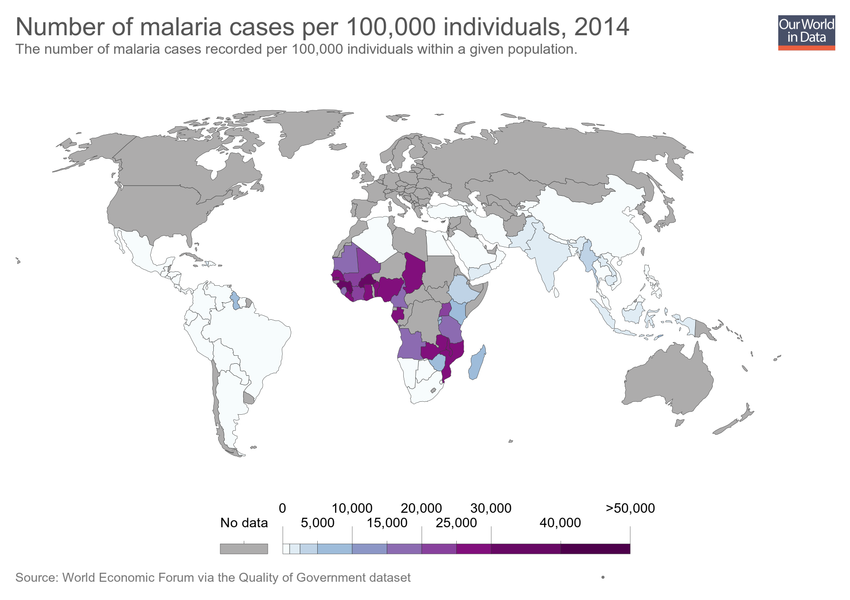 Number of malaria cases per 100,000 individuals, 2014
The number of malaria cases recorded per 100,000 individuals within a given population.
Our World
in Data
No data
0
5,000
10,000
15,000
20,000
25,000
30,000
40,000
>50,000
Source: World Economic Forum via the Quality of Government dataset